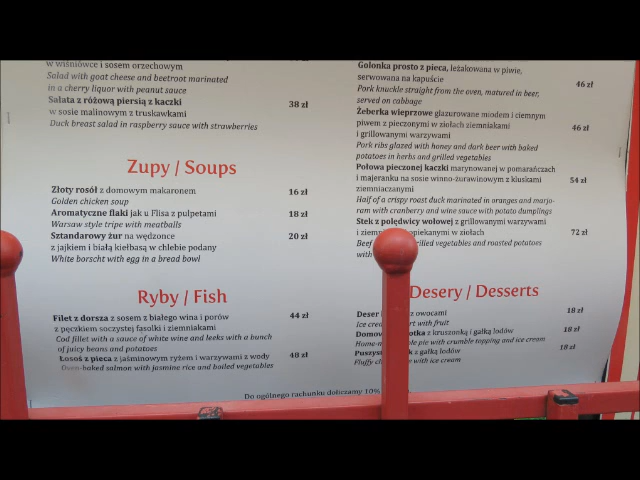 w wiśniówce i sosem orzechowym
Salad with goat cheese and beetroot marinated
in a cherry liquor with peanut sauce
Sałata z różową piersią z kaczki 38 zł
w sosie malinowym z truskawkami
Duck breast salad in raspberry sauce with strawberries
Zupy / Soups
Złoty rosół z domowym makaronem 16 zł
Golden chicken soup
Aromatyczne flaki jak u Flisa z pulpetami 18 zł
Warsaw style tripe with meatballs
Sztandarowy żur na wędzonce 20 zł
z jajkiem i białą kiełbasą w chlebie podany
White borscht with egg in a bread bowl
Ryby / Fish
Filet z dorsza z sosem z białego wina i porów 44 zł
z pęczkiem soczystej fasolki i ziemniakami
Cod fillet with a sauce of white wine and leeks with a bunch
of juicy beans and potatoes
Łosoś z pieca z jaśminowym ryżem i warzywami z wody 48 zł
Oven-baked salmon with jasmine rice and boiled vegetables
Golonka prosto z pieca, leżakowana w piwie, 46 zł
serwowana na kapuście
Pork knuckle straight from the oven, matured in beer,
served on cabbage
Żeberka wieprzowe glazurowane miodem i ciemnym 46 zł
piwem z pieczonymi w ziołach ziemniakami
i grillowanymi warzywami
Pork ribs glazed with honey and dark beer with baked
potatoes in herbs and grilled vegetables
Połowa pieczonej kaczki marynowanej w pomarańczach 54 zł
i majeranku na sosie winno-żurawinowym z kluskami
ziemniaczanymi
Half of a crispy roast duck marinated in oranges and marjo-
ram with cranberry and wine sauce with potato dumplings
Stek z polędwicy wołowej z grillowanymi warzywami 72 zł
i opiekanymi w ziołach
Beef grilled vegetables and roasted potatoes
with
Desery / Desserts
Deser z owocami 18 zł
Ice with fruit
z kruszonką i gałką lodów 18 zł
pie with crumble topping and ice cream
z gałką lodów 18 zł
Fluffy with ice cream
Do ogólnego rachunku doliczamy 10%